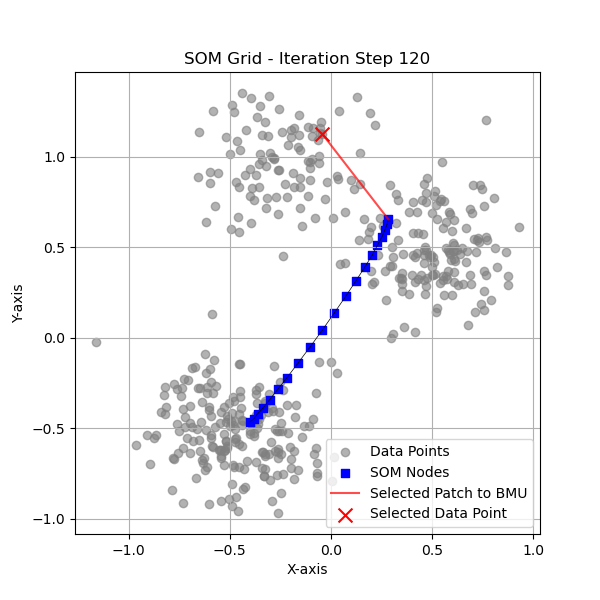 SOM Grid - Iteration Step 120
Y-axis
1.0
0.5
0.0
−0.5
−1.0
Data Points
SOM Nodes
Selected Patch to BMU
Selected Data Point
−1.0 −0.5 0.0 0.5 1.0
X-axis